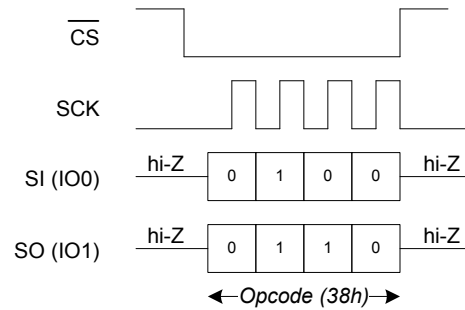 CS
SCK
hi-Z 0 1 0 0 hi-Z
SI (IO0)
hi-Z 0 1 1 0 hi-Z
SO (IO1)
Opcode (38h)